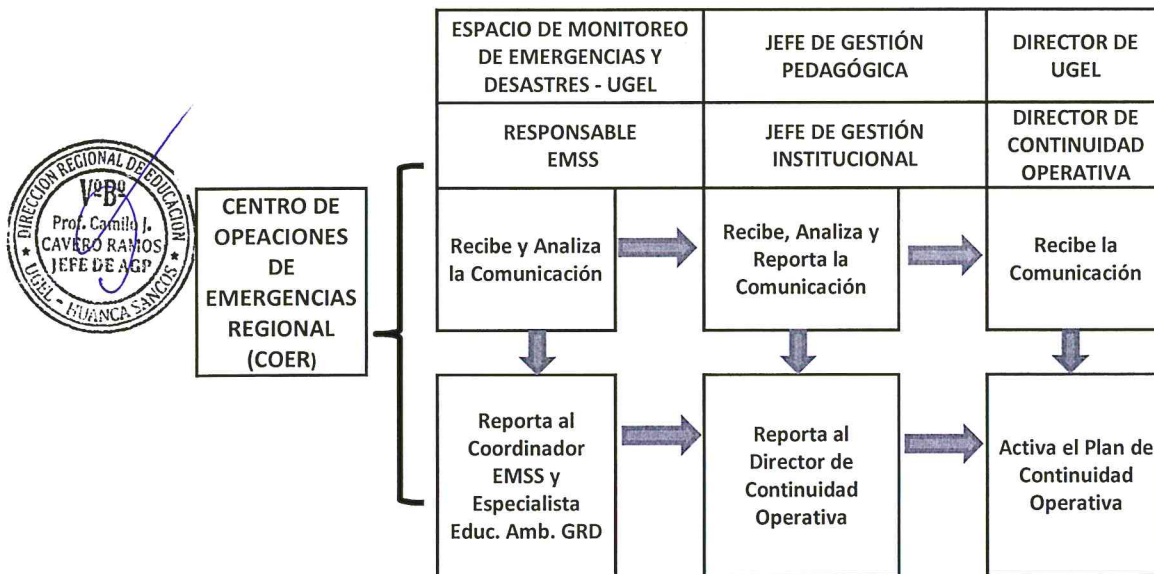 ESPACIO DE MONITOREO
DE EMERGENCIAS Y
DESASTRES - UGEL
JEFE DE GESTIÓN
PEDAGÓGICA
DIRECTOR DE
UGEL
RESPONSABLE
EMSS
JEFE DE GESTIÓN
INSTITUCIONAL
DIRECTOR DE
CONTINUIDAD
OPERATIVA
DIRECCION REGIONAL DE EDUCACION
VºBº
Prof. Camilo J.
CAVERO RAMOS
JEFE DE AGP
UGEL - HUANCA SANCOS
CENTRO DE
OPEACIONES
DE
EMERGENCIAS
REGIONAL
(COER)
Recibe y Analiza
la Comunicación
Recibe, Analiza y
Reporta la
Comunicación
Recibe la
Comunicación
Reporta al
Coordinador
EMSS y
Especialista
Educ. Amb. GRD
Reporta al
Director de
Continuidad
Operativa
Activa el Plan de
Continuidad
Operativa